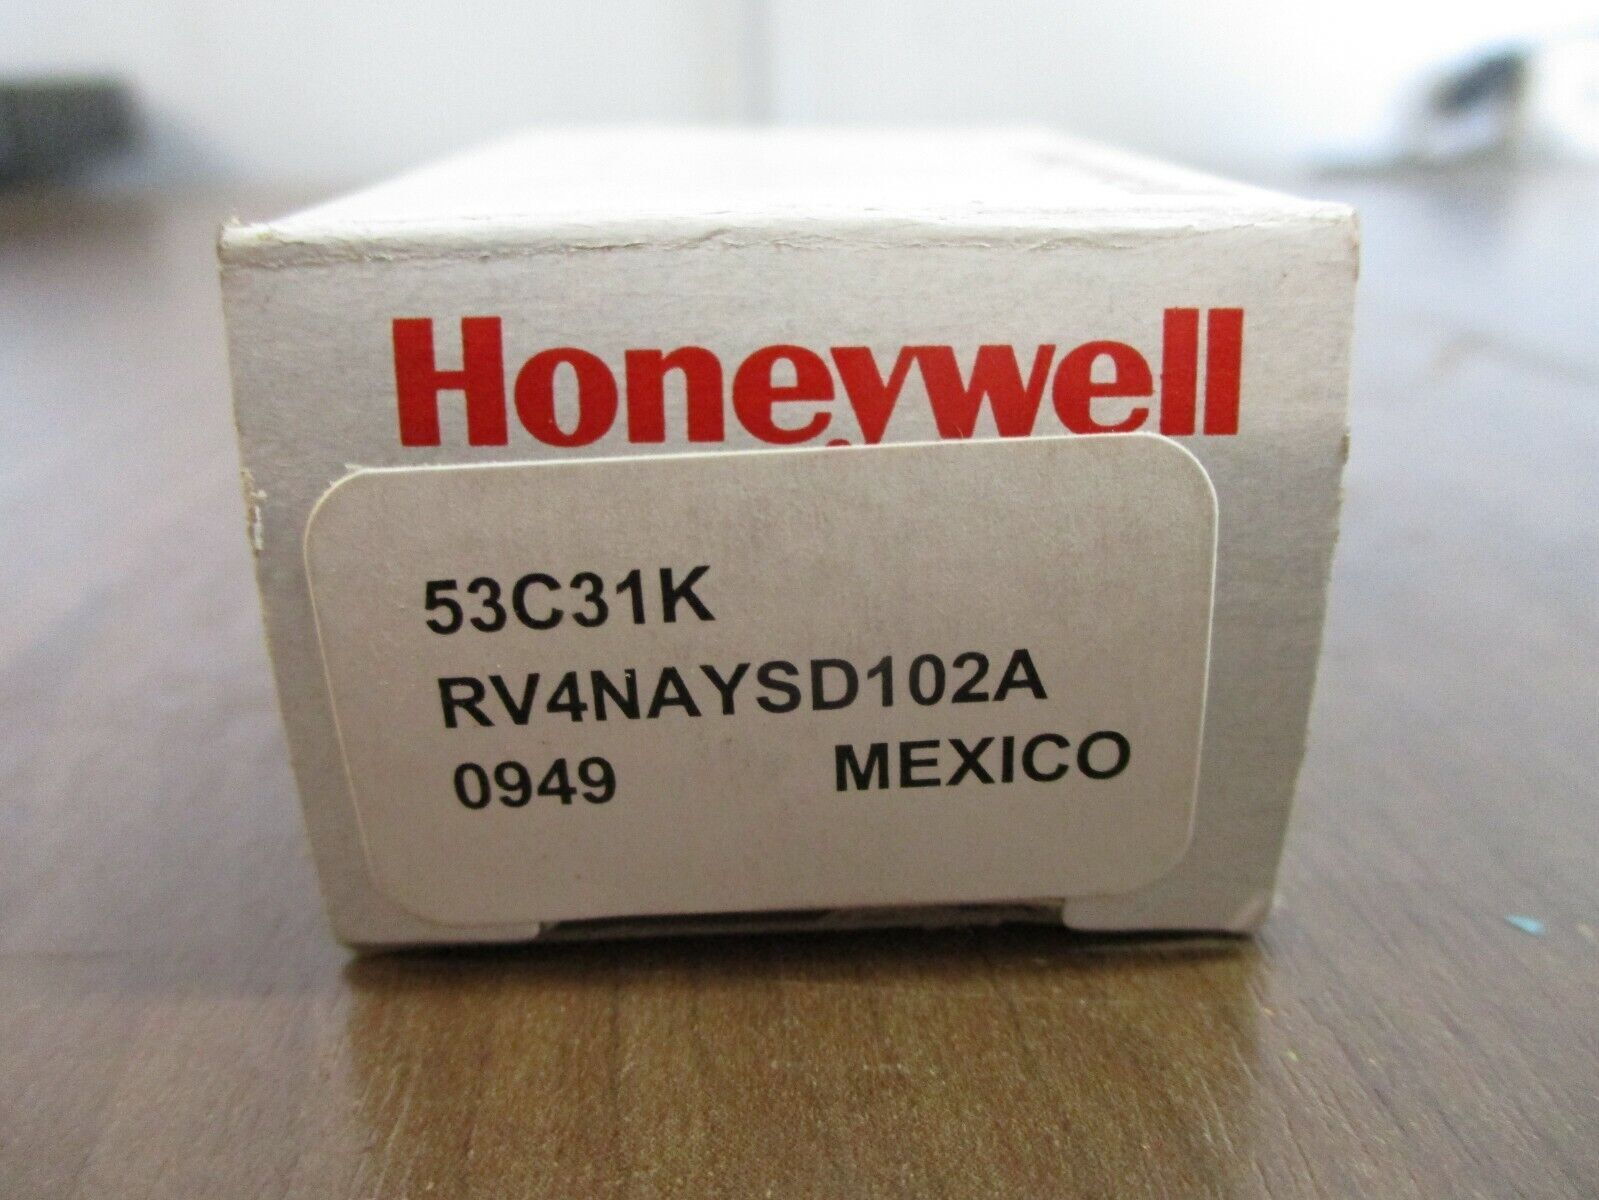 Honeywell
53C31K
RV4NAYSD102A
0949 MEXICO